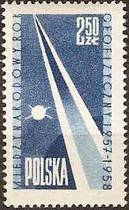 2.50
ZŁ
MIĘDZYNARODOWY ROK
GEOFIZYCZNY 1957-1958
POLSKA